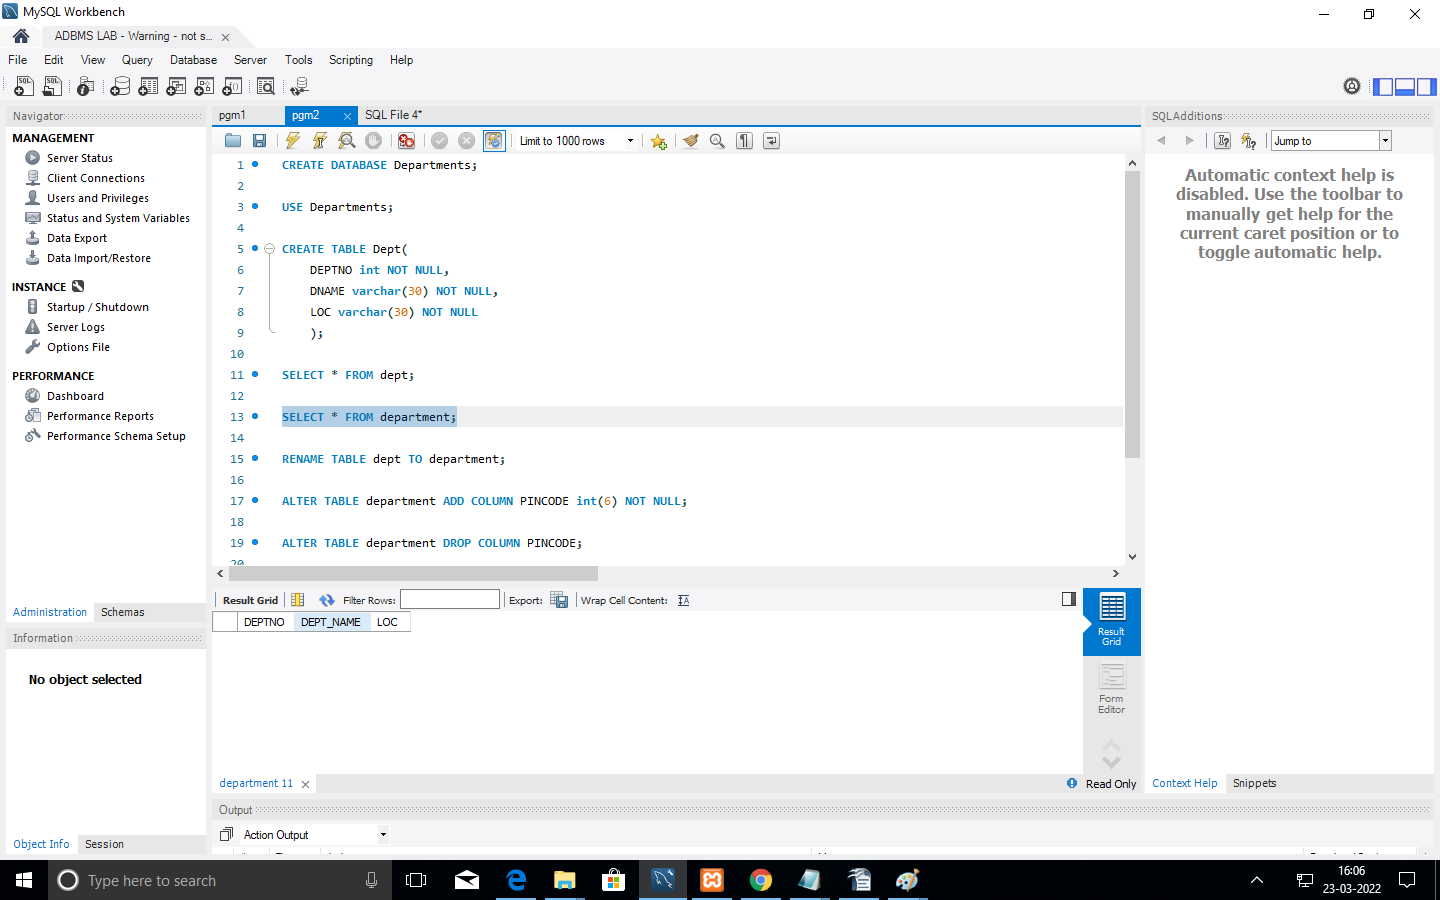 MySQL Workbench
ADBMS LAB - Warning - not s...
File Edit View Query Database Server Tools Scripting Help
Navigator
MANAGEMENT
Server Status
Client Connections
Users and Privileges
Status and System Variables
Data Export
Data Import/Restore
INSTANCE
Startup / Shutdown
Server Logs
Options File
PERFORMANCE
Dashboard
Performance Reports
Performance Schema Setup
Administration Schemas
Information
No object selected
Object Info Session
pgm1 pgm2 SQL File 4*
Limit to 1000 rows
1 CREATE DATABASE Departments;
2
3 USE Departments;
4
5 CREATE TABLE Dept(
6 DEPTNO int NOT NULL,
7 DNAME varchar(30) NOT NULL,
8 LOC varchar(30) NOT NULL
9 );
10
11 SELECT * FROM dept;
12
13 SELECT * FROM department;
14
15 RENAME TABLE dept TO department;
16
17 ALTER TABLE department ADD COLUMN PINCODE int(6) NOT NULL;
18
19 ALTER TABLE department DROP COLUMN PINCODE;
20
Result Grid Filter Rows: Export: Wrap Cell Content:
DEPTNO DEPT_NAME LOC
Result
Grid
Form
Editor
department 11 Read Only
Output
Action Output
SQLAdditions
Jump to
Automatic context help is
disabled. Use the toolbar to
manually get help for the
current caret position or to
toggle automatic help.
Context Help Snippets
Type here to search
16:06
23-03-2022